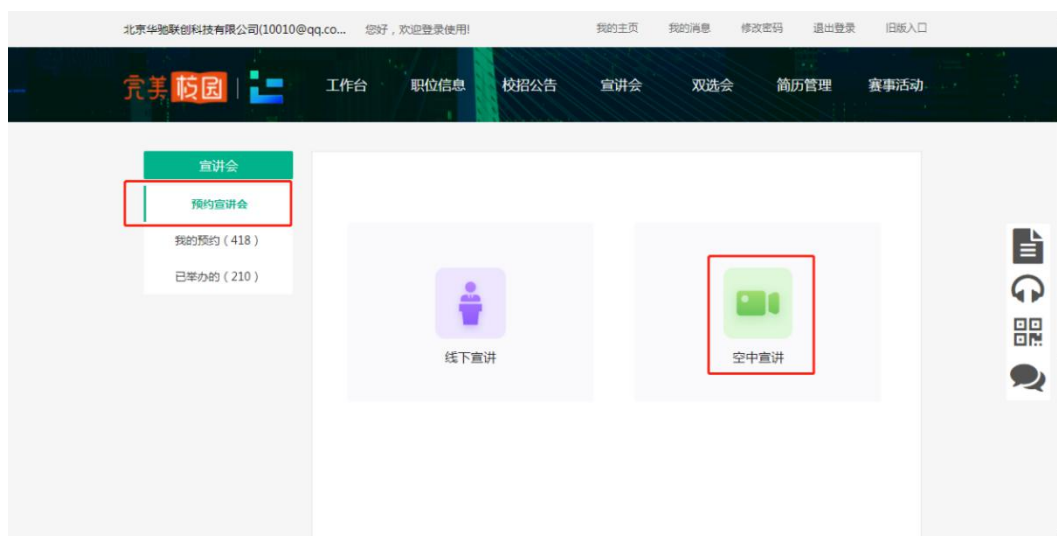 北京华驰联创科技有限公司(10010@qq.co... 您好，欢迎登录使用! 我的主页 我的消息 修改密码 退出登录 旧版入口
完美校园 工作台 职位信息 校招公告 宣讲会 双选会 简历管理 赛事活动
宣讲会
预约宣讲会
我的预约 ( 418 )
已举办的 ( 210 )
线下宣讲 空中宣讲